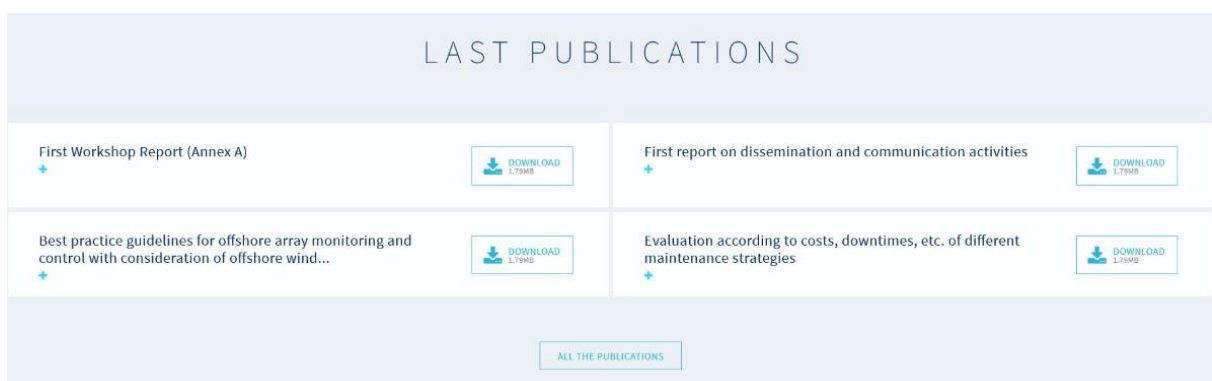 LAST PUBLICATIONS
First Workshop Report (Annex A)
DOWNLOAD
1.79MB
First report on dissemination and communication activities
DOWNLOAD
1.79MB
Best practice guidelines for offshore array monitoring and
control with consideration of offshore wind...
DOWNLOAD
1.79MB
Evaluation according to costs, downtimes, etc. of different
maintenance strategies
DOWNLOAD
1.79MB
ALL THE PUBLICATIONS